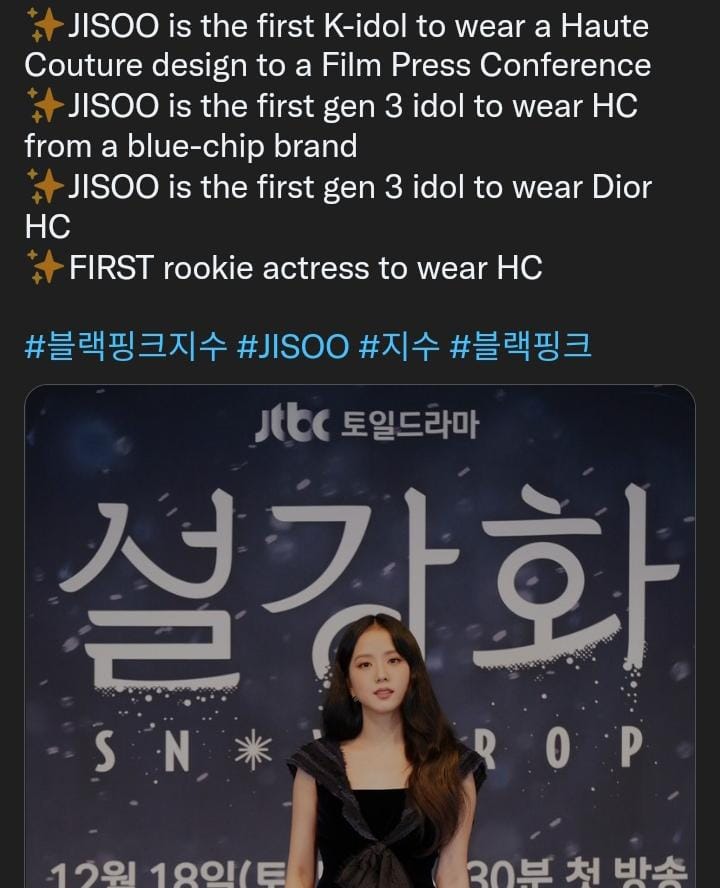 ✨JISOO is the first K-idol to wear a Haute
Couture design to a Film Press Conference
✨JISOO is the first gen 3 idol to wear HC
from a blue-chip brand
✨JISOO is the first gen 3 idol to wear Dior
HC
✨FIRST rookie actress to wear HC
#블랙핑크지수 #JISOO #지수 #블랙핑크
Jtbc 토일드라마
설강화
SN ROP
12월 18일(토 30분 첫 방송